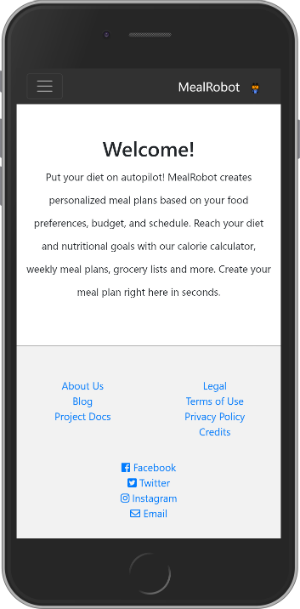 MealRobot
Welcome!
Put your diet on autopilot! MealRobot creates
personalized meal plans based on your food
preferences, budget, and schedule. Reach your diet
and nutritional goals with our calorie calculator,
weekly meal plans, grocery lists and more. Create your
meal plan right here in seconds.
About Us
Blog
Project Docs
Legal
Terms of Use
Privacy Policy
Credits
Facebook
Twitter
Instagram
Email